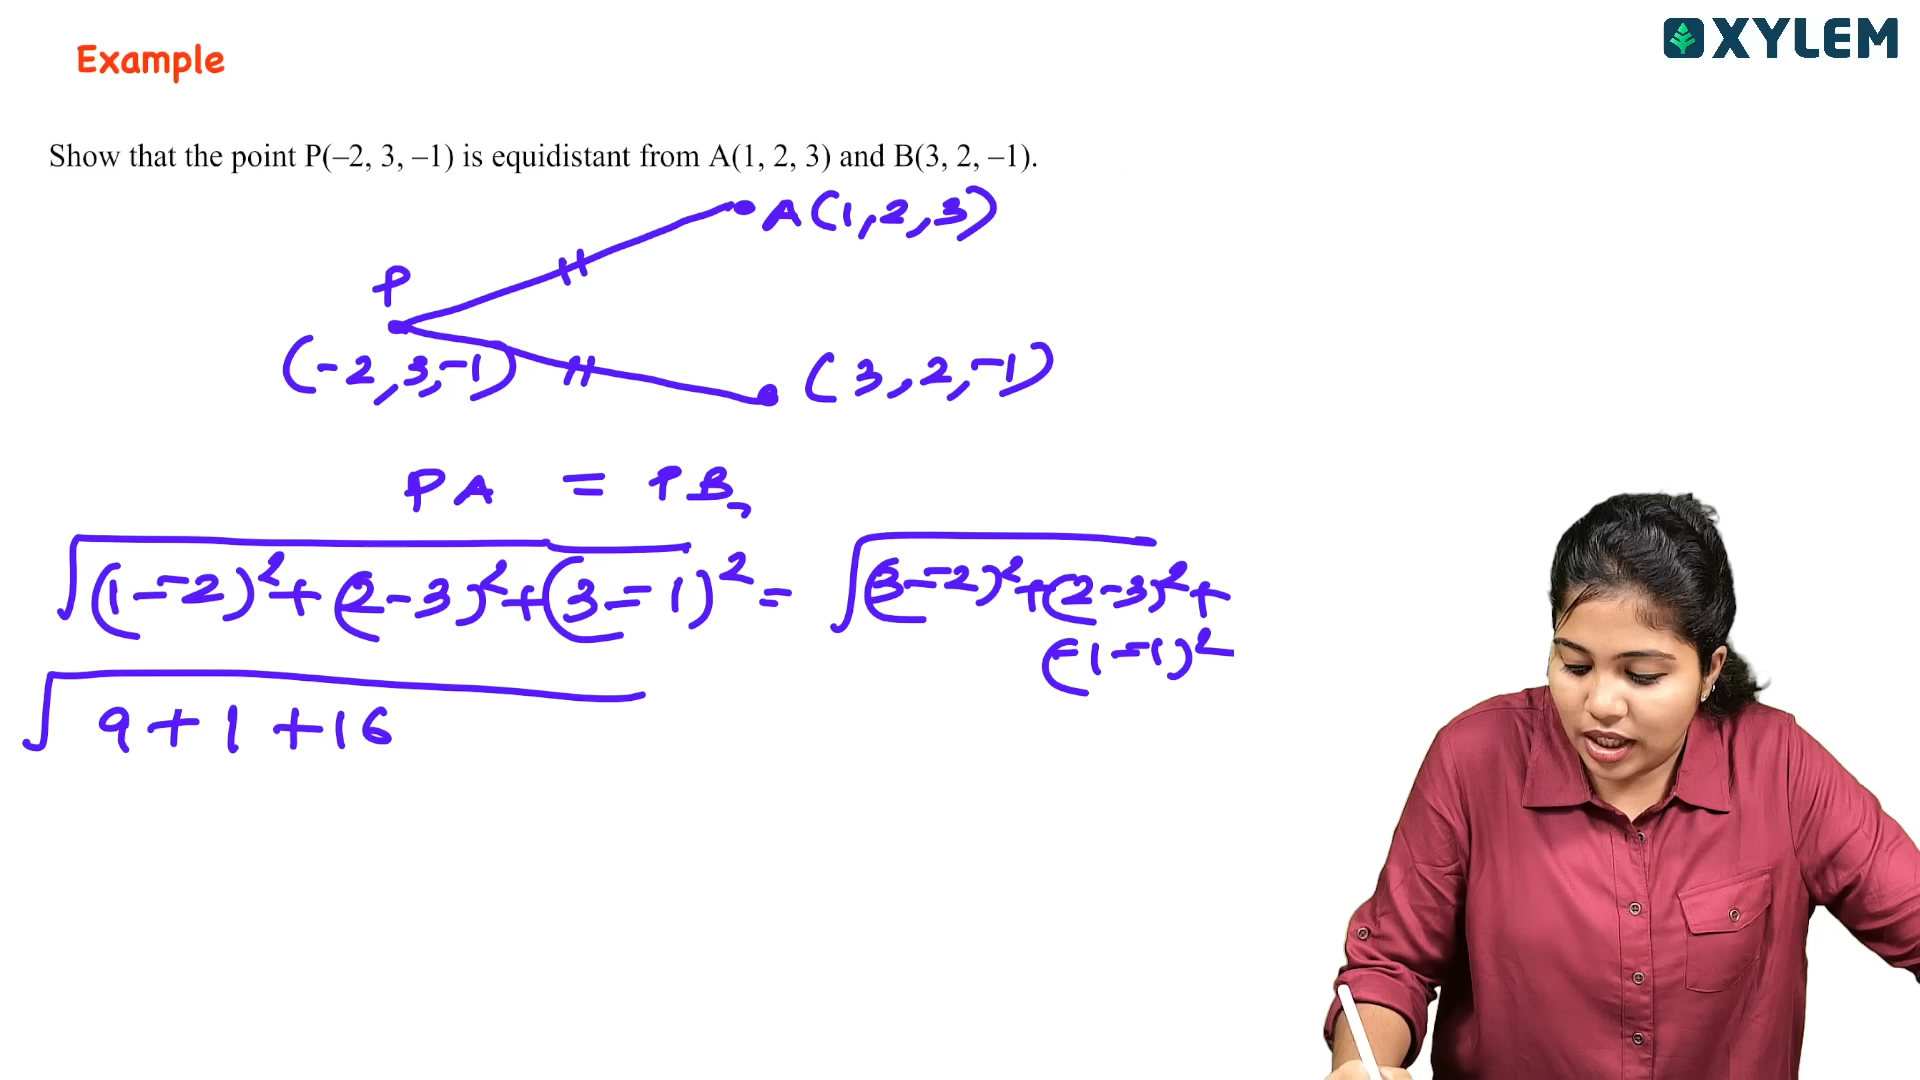 XYLEM
Example
Show that the point P(–2, 3, –1) is equidistant from A(1, 2, 3) and B(3, 2, –1).
A(1,2,3)
P
(-2,3,-1)
(3,2,-1)
PA = PB,
√(1--2)²+(2-3)²+(3--1)² = √(3--2)²+(2-3)²+
(-1--1)²
√9+1+16